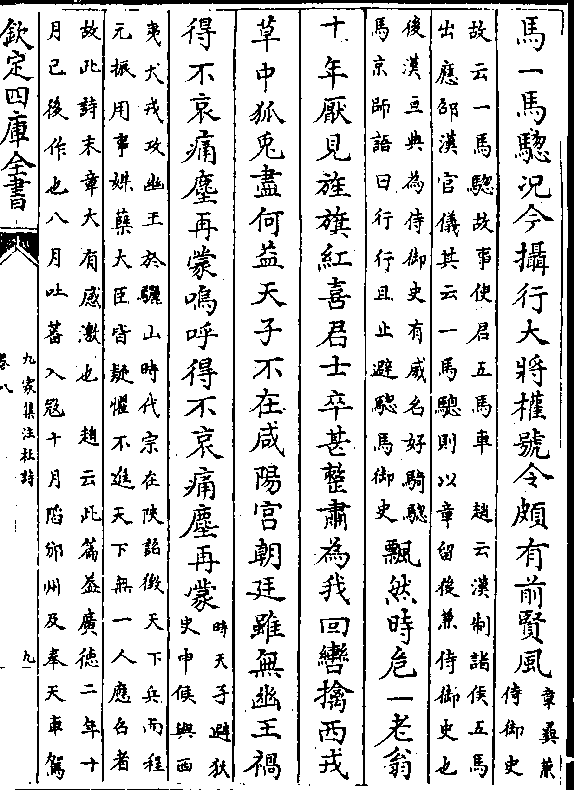 馬一馬驄况今攝行大將權號令頗有前賢風章彝兼
侍御史
故云一馬驄故事使君五馬車　趙云漢制諸侯五馬
出應邵漢官儀其云一馬驄則以章留後兼侍御史也
後漢桓典為侍御史有威名好騎驄
馬京師語曰行行且止避驄馬御史飄然時危一老翁
十年厭見旌旗紅喜君士卒甚整肅為我回轡擒西戎
草中狐兎盡何益天子不在咸陽宫朝廷雖無幽王禍
得不哀痛塵再蒙嗚呼得不哀痛塵再蒙時天子避狄
史申侯與西
夷犬戎攻幽王於驪山時代宗在陜詔徵天下兵而程
元振用事媒蘖大臣皆疑懼不進天下無一人應召者
故此詩末章大有感激也　趙云此篇葢廣徳二年十
月已後作也八月吐蕃入寇十月陷邠州及奉天車駕
欽定四庫全書
九家集注杜詩
卷八
九